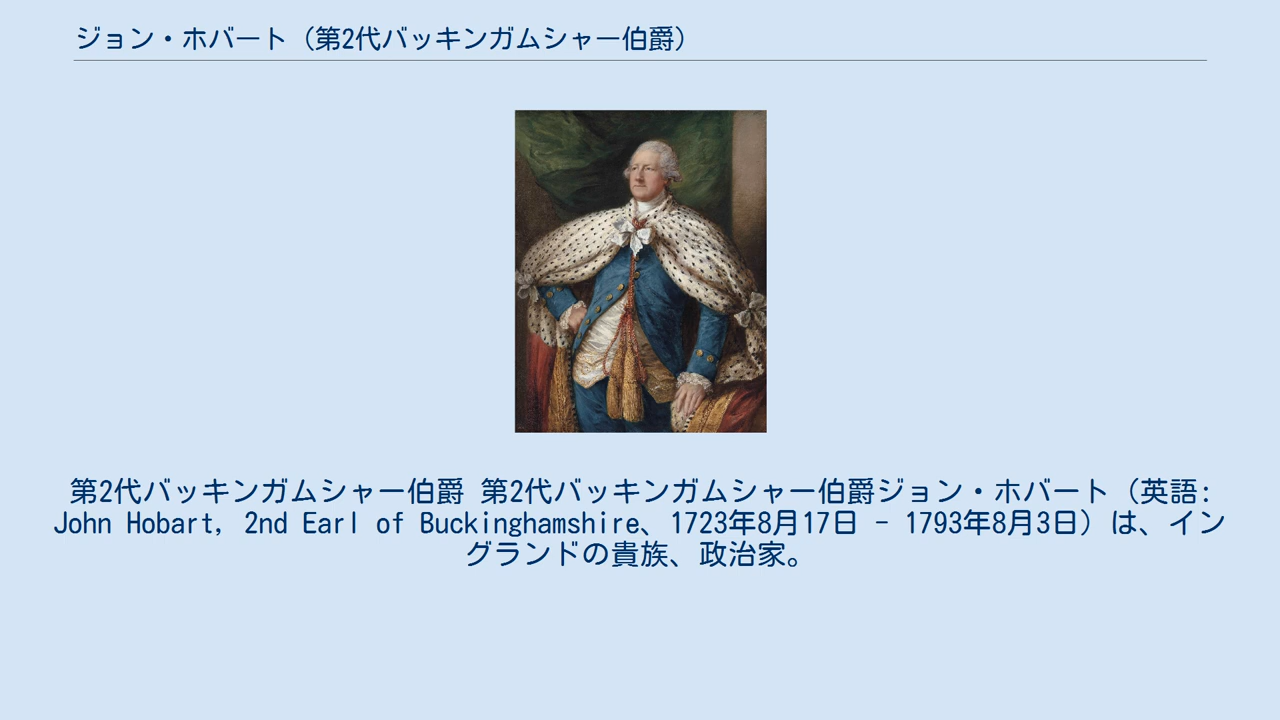 ジョン・ホバート（第2代バッキンガムシャー伯爵）
第2代バッキンガムシャー伯爵 第2代バッキンガムシャー伯爵ジョン・ホバート（英語:
John Hobart, 2nd Earl of Buckinghamshire、1723年8月17日 - 1793年8月3日）は、イン
グランドの貴族、政治家。